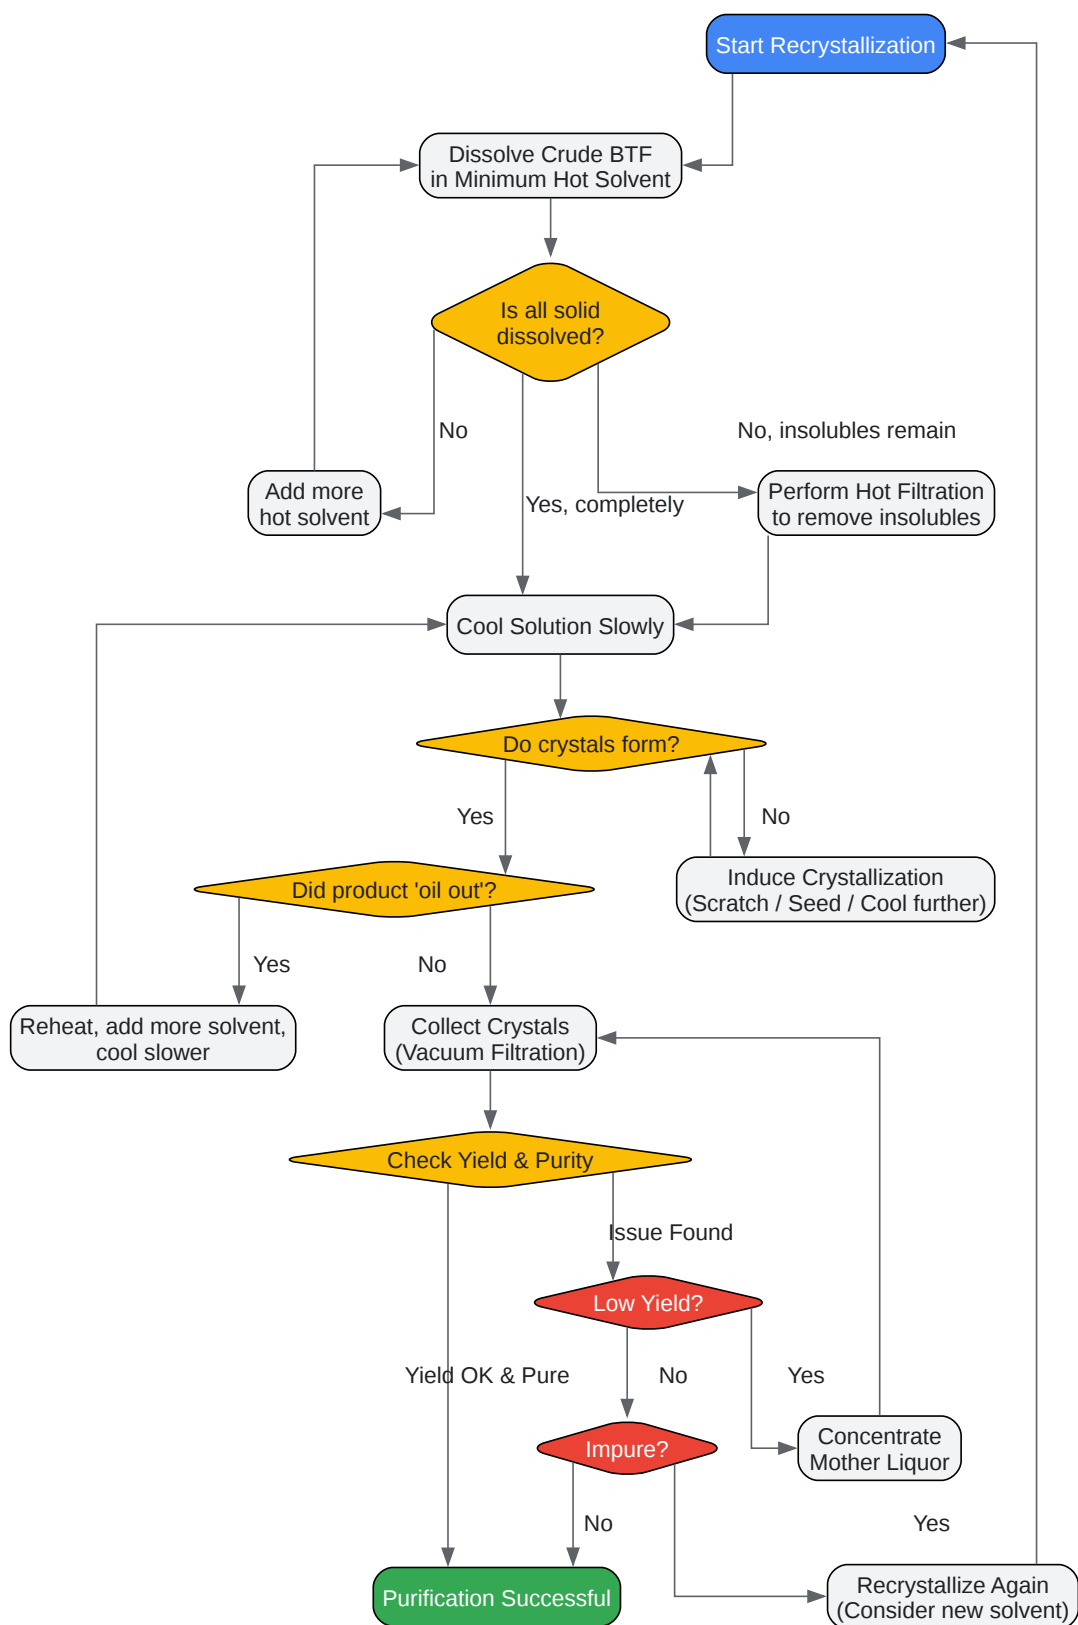 Start Recrystallization
Dissolve Crude BTF
in Minimum Hot Solvent
Is all solid
dissolved?
No
No, insolubles remain
Add more
hot solvent
Yes, completely
Perform Hot Filtration
to remove insolubles
Cool Solution Slowly
Do crystals form?
Yes
No
Induce Crystallization
(Scratch / Seed / Cool further)
Did product 'oil out'?
Yes
No
Reheat, add more solvent,
cool slower
Collect Crystals
(Vacuum Filtration)
Check Yield & Purity
Issue Found
Low Yield?
Yield OK & Pure
No
Yes
Impure?
Concentrate
Mother Liquor
No
Yes
Purification Successful
Recrystallize Again
(Consider new solvent)